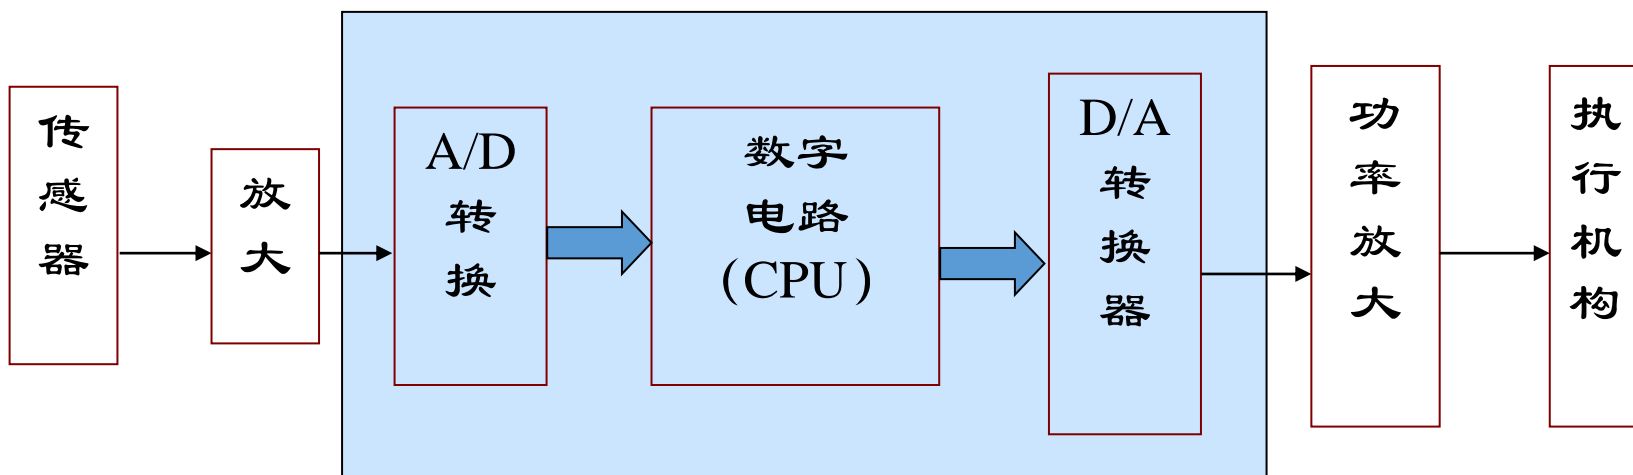 传感器
放大
A/D
转
换
数字
电路
(CPU)
D/A
转
换
器
功率放大
执行机构